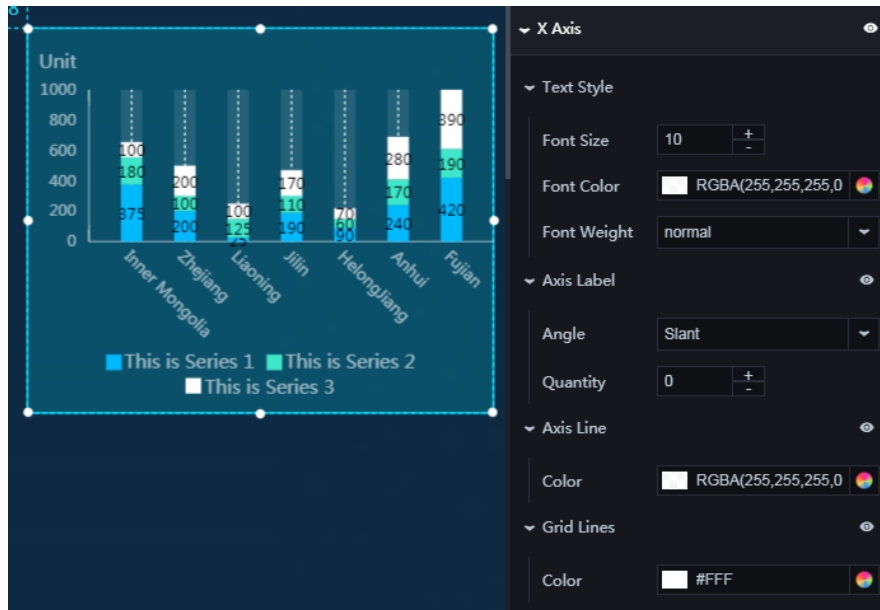 8
Unit
1000
800
600
400
200
0
100
180
375
200
100
200
100
125
25
170
110
190
70
60
90
280
170
240
390
190
420
Inner Mongolia
Zhejiang
Liaoning
Jilin
HelongJiang
Anhui
Fujian
This is Series 1 This is Series 2
This is Series 3
X Axis
Text Style
Font Size 10 + -
Font Color RGBA(255,255,255,0
Font Weight normal
Axis Label
Angle Slant
Quantity 0 + -
Axis Line
Color RGBA(255,255,255,0
Grid Lines
Color #FFF